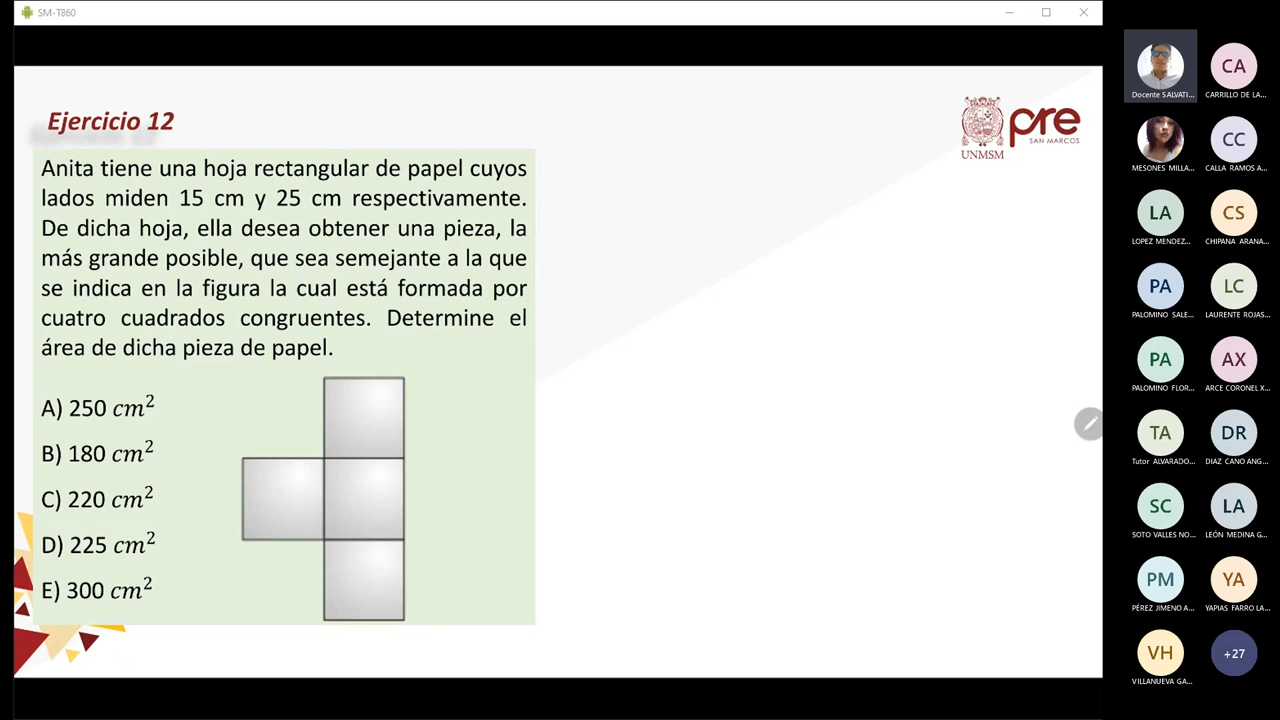 SM-T860
Ejercicio 12
UNMSM
pre
SAN MARCOS
Anita tiene una hoja rectangular de papel cuyos
lados miden 15 cm y 25 cm respectivamente.
De dicha hoja, ella desea obtener una pieza, la
más grande posible, que sea semejante a la que
se indica en la figura la cual está formada por
cuatro cuadrados congruentes. Determine el
área de dicha pieza de papel.
A) 250 cm²
B) 180 cm²
C) 220 cm²
D) 225 cm²
E) 300 cm²
CA
Docente SALVATI...
CARRILLO DE LA...
CC
MESONES MILLA...
CALLA RAMOS A...
LA
CS
LOPEZ MENDEZ...
CHIPANA ARANA...
PA
LC
PALOMINO SALE...
LAURENTE ROJAS...
PA
AX
PALOMINO FLOR...
ARCE CORONEL X...
TA
DR
Tutor ALVARADO...
DIAZ CANO ANG...
SC
LA
SOTO VALLES NO...
LEÓN MEDINA G...
PM
YA
PÉREZ JIMENO A...
YAPIAS FARRO LA...
VH
+27
VILLANUEVA GA...